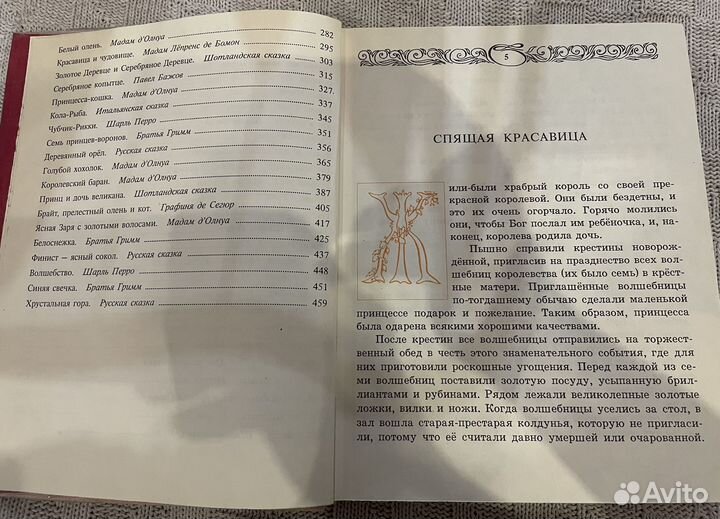 282
Белый олень. Мадам д'Олнуа 295
Красавица и чудовище. Мадам Лёпренс де Бомон 303
Золотое Деревце и Серебряное Деревце. Шотландская сказка 315
Серебряное копытце. Павел Бажов 327
Принцесса-кошка. Мадам д'Олнуа 337
Кола-Рыба. Итальянская сказка 345
Чубчик-Рикки. Шарль Перро 351
Семь принцев-воронов. Братья Гримм 356
Деревянный орёл. Русская сказка 365
Голубой хохолок. Мадам д'Олнуа 379
Королевский баран. Мадам д'Олнуа 387
Принц и дочь великана. Шотландская сказка 405
Брайт, прелестный олень и кот. Графиня де Сегюр 417
Ясная Заря с золотыми волосами. Мадам д'Олнуа 425
Белоснежка. Братья Гримм 437
Финист – ясный сокол. Русская сказка 448
Волшебство. Шарль Перро 451
Синяя свечка. Братья Гримм 459
Хрустальная гора. Русская сказка
5
СПЯЩАЯ КРАСАВИЦА
Жили-были храбрый король со своей пре-
красной королевой. Они были бездетны, и
это их очень огорчало. Горячо молились
они, чтобы Бог послал им ребёночка, и, на-
конец, королева родила дочь.
Пышно справили крестины новорож-
дённой, пригласив на празднество всех вол-
шебниц королевства (их было семь) в крёст-
ные матери. Приглашённые волшебницы
по-тогдашнему обычаю сделали маленькой
принцессе подарок и пожелание. Таким образом, принцесса
была одарена всякими хорошими качествами.
После крестин все волшебницы отправились на торжест-
венный обед в честь этого знаменательного события, где для
них приготовили роскошные угощения. Перед каждой из се-
ми волшебниц поставили золотую посуду, усыпанную брил-
лиантами и рубинами. Рядом лежали великолепные золотые
ложки, вилки и ножи. Когда волшебницы уселись за стол, в
зал вошла старая-престарая колдунья, которую не пригласи-
ли, потому что её считали давно умершей или очарованной.
Avito